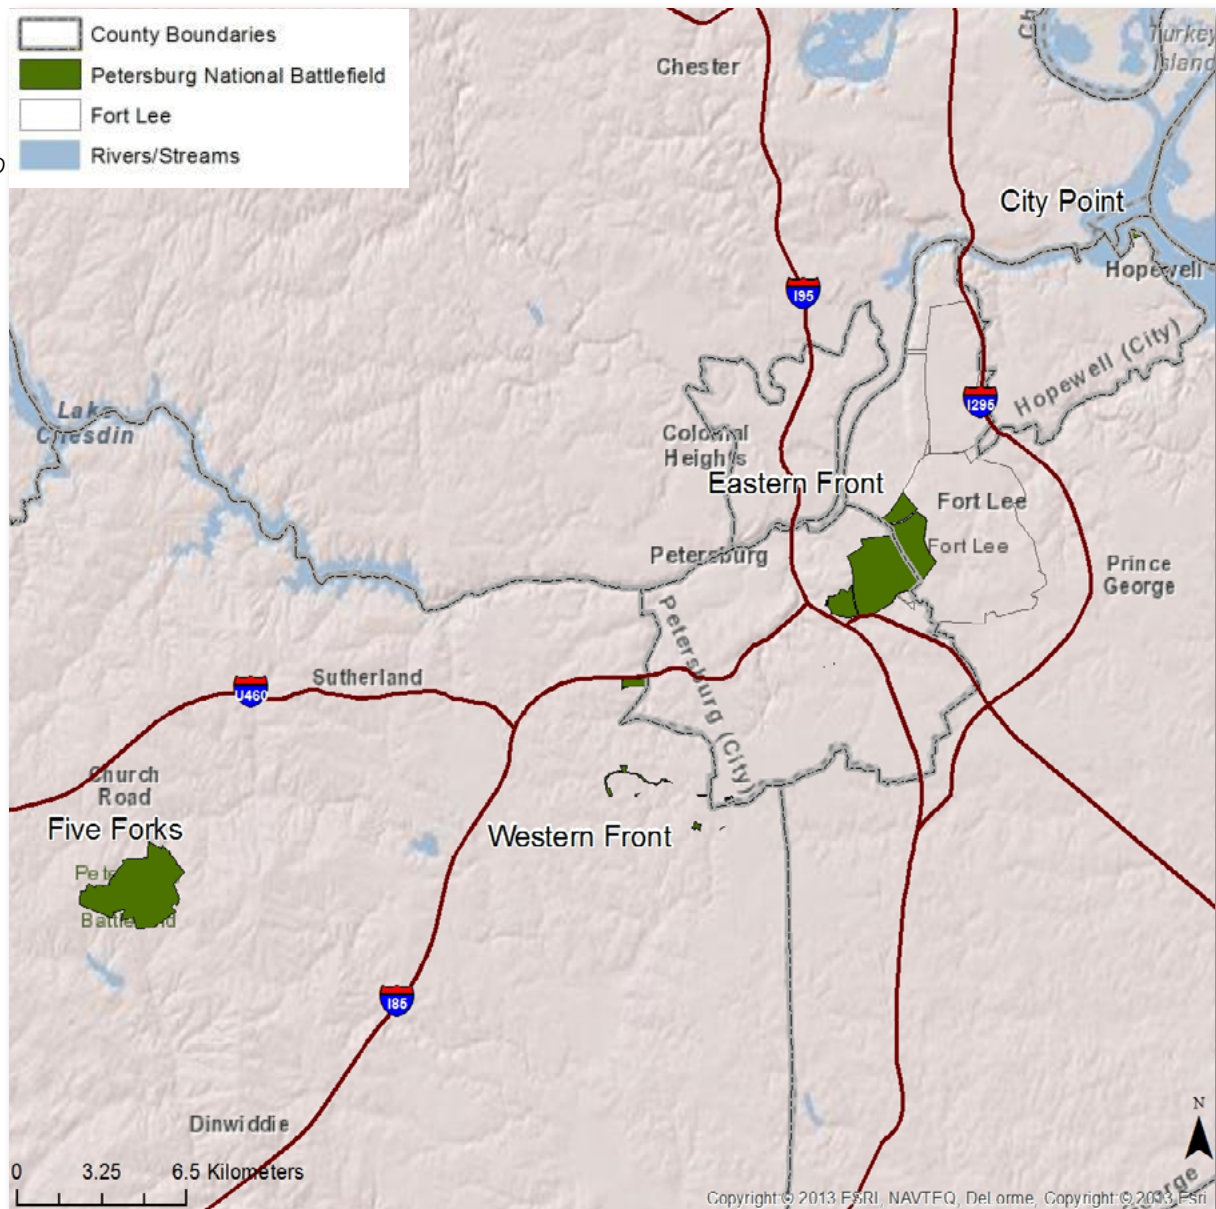 County Boundaries
Petersburg National Battlefield
Fort Lee
Rivers/Streams
Chester
Turkey
Island
City Point
Hopewell
I95
Hopewell (City)
I295
Lake
Chesdin
Colonial
Heights
Eastern Front
Fort Lee
Fort Lee
Petersburg
Prince
George
Petersburg (City)
Sutherland
U460
Church
Road
Five Forks
Western Front
I85
Dinwiddie
N
0 3.25 6.5 Kilometers
Copyright:© 2013 ESRI, NAVTEQ, DeLorme, Copyright:© 2013 Esri